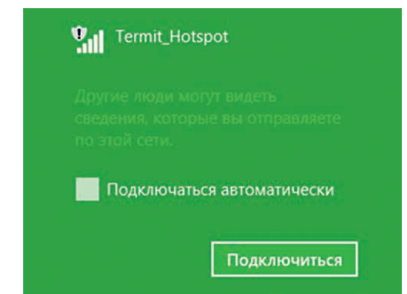 Termit_Hotspot
Другие люди могут видеть
сведения, которые вы отправляете
по этой сети.
Подключаться автоматически
Подключиться